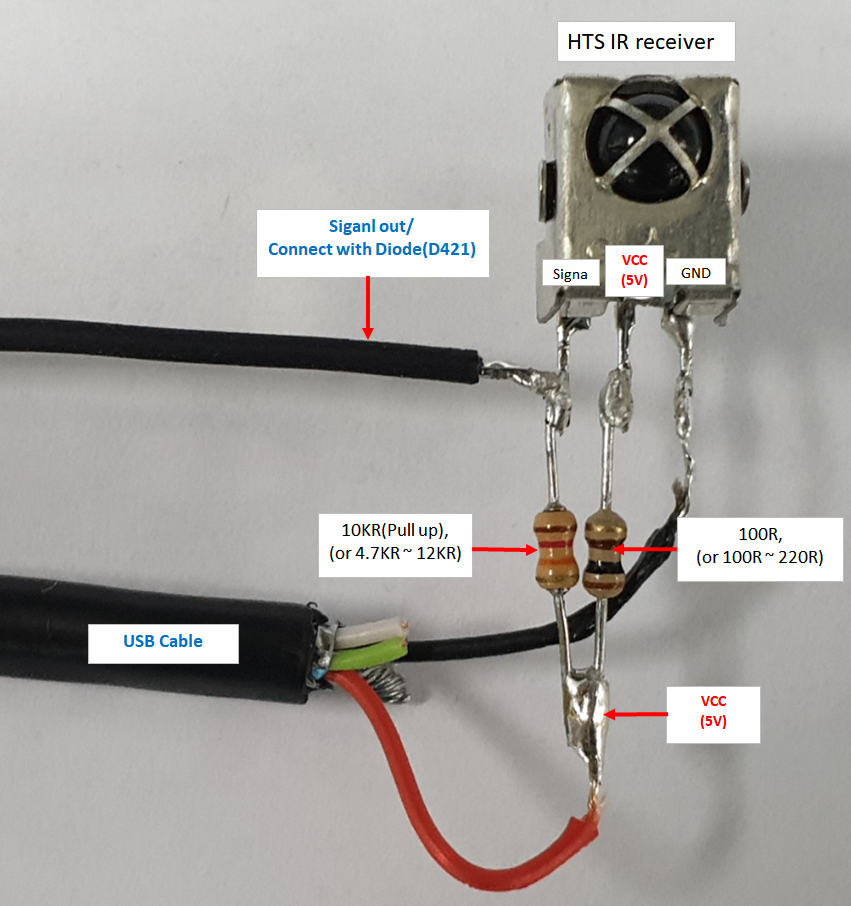 HTS IR receiver
Siganl out/
Connect with Diode(D421)
Signa
VCC
(5V)
GND
10KR(Pull up),
(or 4.7KR ~ 12KR)
100R,
(or 100R ~ 220R)
USB Cable
VCC
(5V)